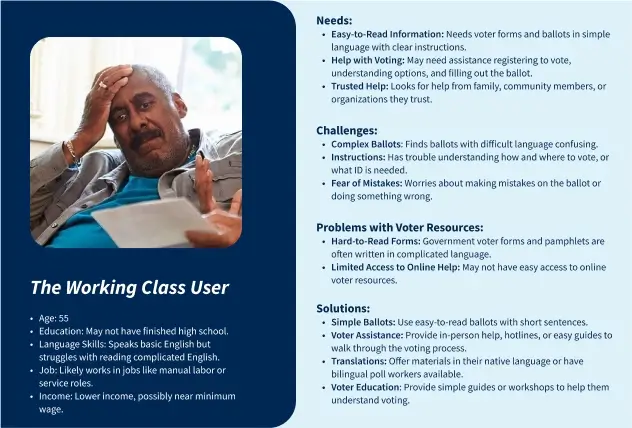 The Working Class User
• Age: 55
• Education: May not have finished high school.
• Language Skills: Speaks basic English but
struggles with reading complicated English.
• Job: Likely works in jobs like manual labor or
service roles.
• Income: Lower income, possibly near minimum
wage.
Needs:
• Easy-to-Read Information: Needs voter forms and ballots in simple
language with clear instructions.
• Help with Voting: May need assistance registering to vote,
understanding options, and filling out the ballot.
• Trusted Help: Looks for help from family, community members, or
organizations they trust.
Challenges:
• Complex Ballots: Finds ballots with difficult language confusing.
• Instructions: Has trouble understanding how and where to vote, or
what ID is needed.
• Fear of Mistakes: Worries about making mistakes on the ballot or
doing something wrong.
Problems with Voter Resources:
• Hard-to-Read Forms: Government voter forms and pamphlets are
often written in complicated language.
• Limited Access to Online Help: May not have easy access to online
voter resources.
Solutions:
• Simple Ballots: Use easy-to-read ballots with short sentences.
• Voter Assistance: Provide in-person help, hotlines, or easy guides to
walk through the voting process.
• Translations: Offer materials in their native language or have
bilingual poll workers available.
• Voter Education: Provide simple guides or workshops to help them
understand voting.